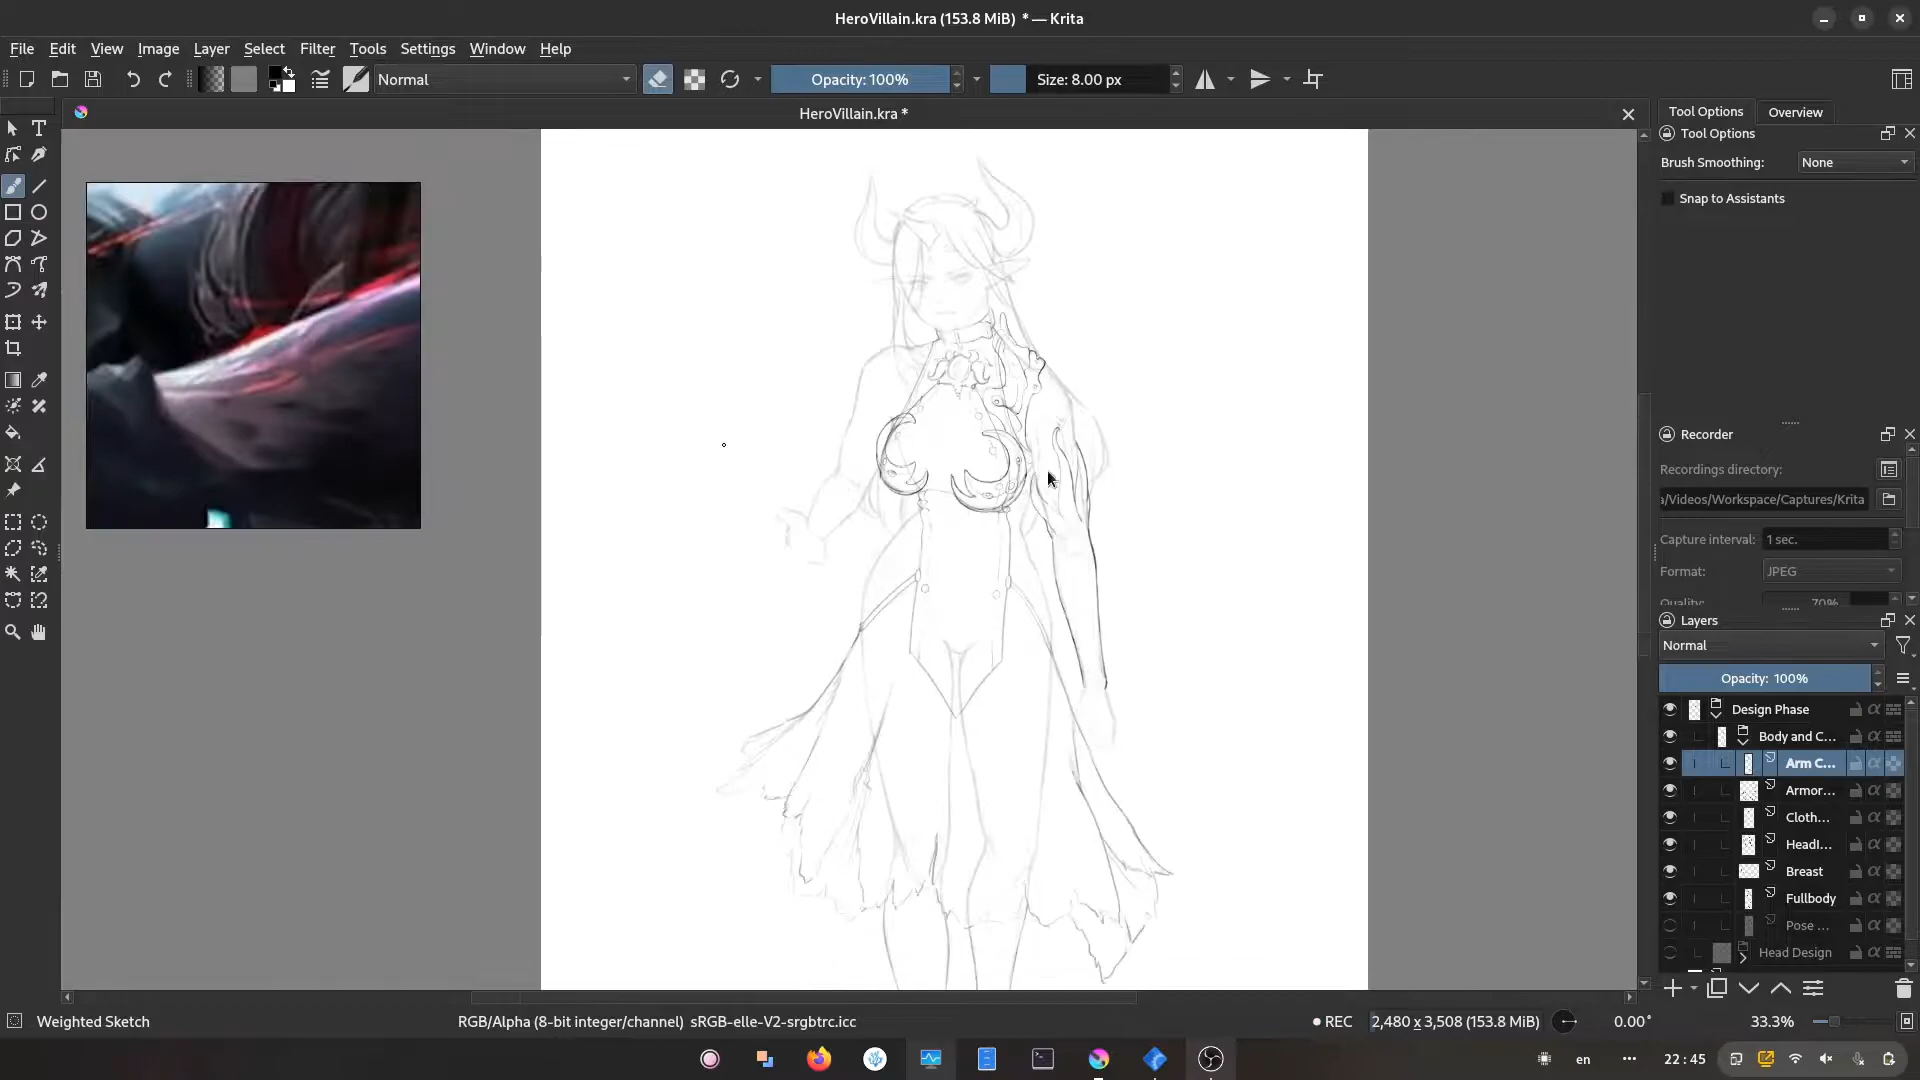 HeroVillain.kra (153.8 MiB) * — Krita
File Edit View Image Layer Select Filter Tools Settings Window Help
Normal
Opacity: 100%
Size: 8.00 px
HeroVillain.kra *
Tool Options
Overview
Tool Options
Brush Smoothing: None
Snap to Assistants
Recorder
Recordings directory:
a/Videos/Workspace/Captures/Krita
Capture interval: 1 sec.
Format: JPEG
Quality: 70%
Layers
Normal
Opacity: 100%
Design Phase
Body and C...
Arm C...
Armor...
Cloth...
Headl...
Breast
Fullbody
Pose ...
Head Design
Weighted Sketch
RGB/Alpha (8-bit integer/channel) sRGB-elle-V2-srgbtrc.icc
REC
2,480 x 3,508 (153.8 MiB)
0.00°
33.3%
en
22 : 45